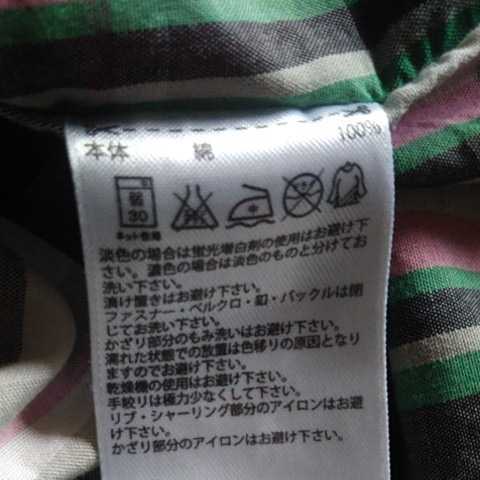 本体 綿 100%
弱
30
ネット使用
淡色の場合は蛍光増白剤の使用はお避け下
さい。濃色の場合は淡色のものと分けてお
洗い下さい。
漬け置きはお避け下さい。
ファスナー・ベルクロ・釦・バックルは閉
じてお洗い下さい。
かざり部分のもみ洗いはお避け下さい。
濡れた状態での放置は色移りの原因となり
ますのでお避け下さい。
乾燥機の使用はお避け下さい。
手絞りは極力少なくして下さい。
リブ・シャーリング部分のアイロンはお避
け下さい。
かざり部分のアイロンはお避け下さい。